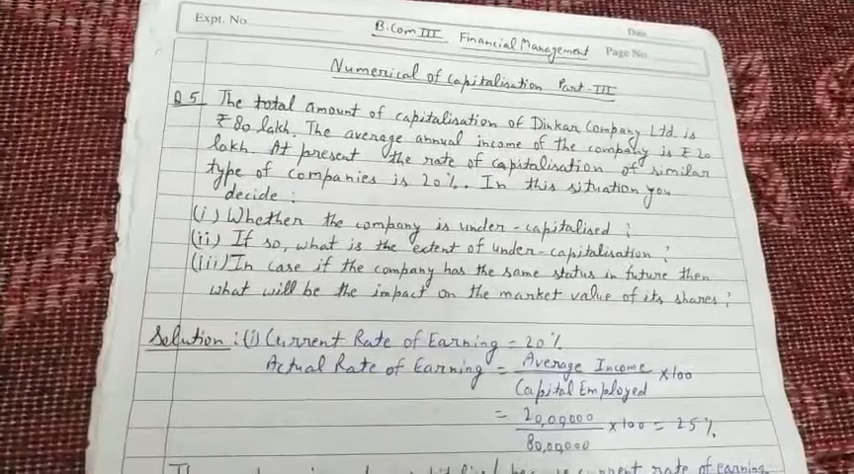 Expt. No.
Date
B.Com III Financial Management
Page No.
Numerical of Capitalisation Part-III
Q5 The total amount of capitalisation of Dinkar Company Ltd. is
₹80 lakh. The average annual income of the company is ₹20
lakh. At present the rate of capitalisation of similar
type of companies is 20%. In this situation you
decide :
(i) Whether the company is under-capitalised ?
(ii) If so, what is the extent of under-capitalisation ?
(iii) In case if the company has the same status in future then
what will be the impact on the market value of its shares ?
Solution : (i) Current Rate of Earning = 20%
Actual Rate of Earning = Average Income × 100
Capital Employed
= 20,00,000 × 100 = 25%
80,00,000
current rate of earning